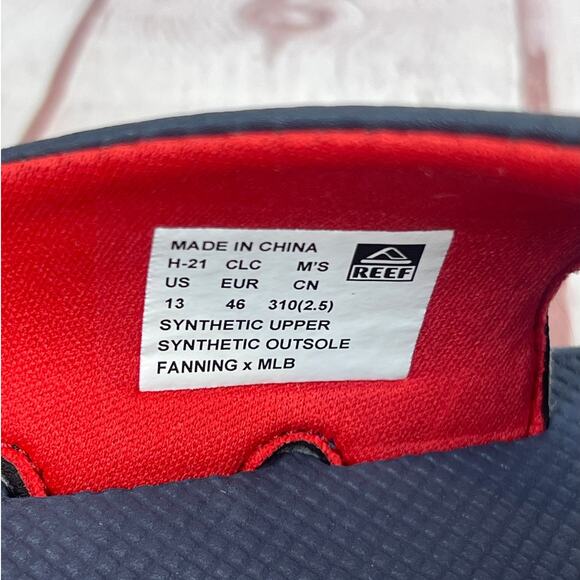 MADE IN CHINA
H-21 CLC M'S
US EUR CN
13 46 310(2.5)
SYNTHETIC UPPER
SYNTHETIC OUTSOLE
FANNING x MLB
REEF